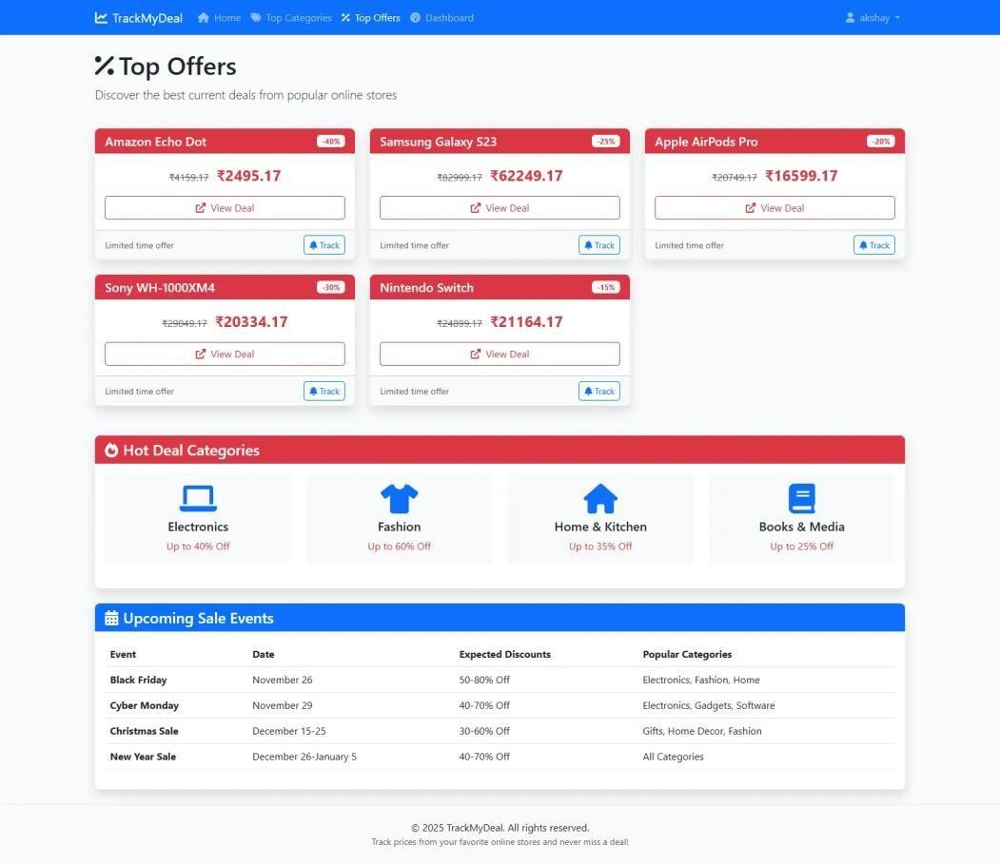 TrackMyDeal Home Top Categories Top Offers Dashboard akshay
Top Offers
Discover the best current deals from popular online stores
Amazon Echo Dot -40%
₹4159.17 ₹2495.17
View Deal
Limited time offer Track
Samsung Galaxy S23 -25%
₹82999.17 ₹62249.17
View Deal
Limited time offer Track
Apple AirPods Pro -20%
₹20749.17 ₹16599.17
View Deal
Limited time offer Track
Sony WH-1000XM4 -30%
₹29049.17 ₹20334.17
View Deal
Limited time offer Track
Nintendo Switch -15%
₹24899.17 ₹21164.17
View Deal
Limited time offer Track
Hot Deal Categories
Electronics
Up to 40% Off
Fashion
Up to 60% Off
Home & Kitchen
Up to 35% Off
Books & Media
Up to 25% Off
Upcoming Sale Events
Event Date Expected Discounts Popular Categories
Black Friday November 26 50-80% Off Electronics, Fashion, Home
Cyber Monday November 29 40-70% Off Electronics, Gadgets, Software
Christmas Sale December 15-25 30-60% Off Gifts, Home Decor, Fashion
New Year Sale December 26-January 5 40-70% Off All Categories
© 2025 TrackMyDeal. All rights reserved.
Track prices from your favorite online stores and never miss a deal!